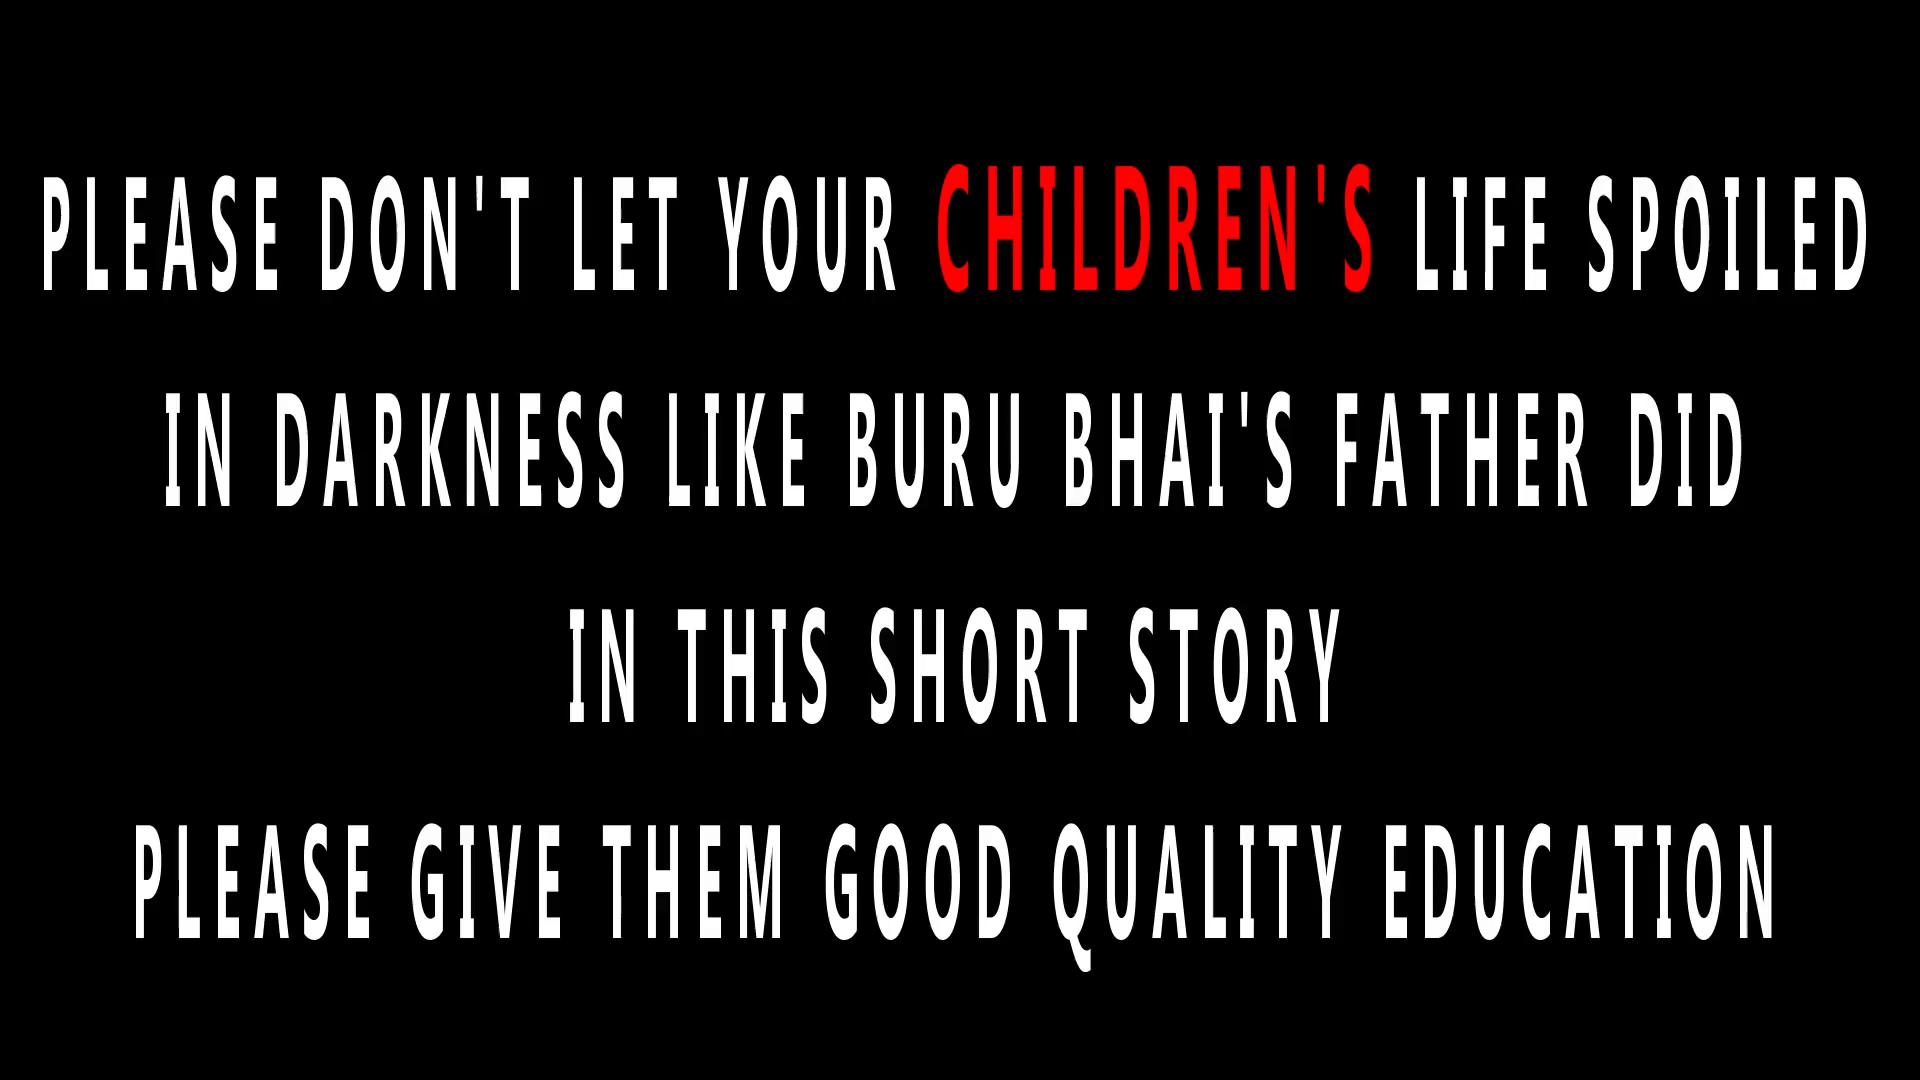 PLEASE DON'T LET YOUR CHILDREN'S LIFE SPOILED
IN DARKNESS LIKE BURU BHAI'S FATHER DID
IN THIS SHORT STORY
PLEASE GIVE THEM GOOD QUALITY EDUCATION